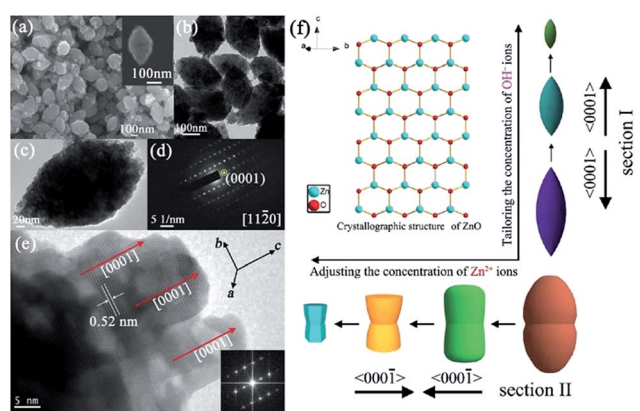 (a)
100nm
100nm
(b)
100nm
(c)
20nm
(d)
(0001)
5 1/nm
[112̄0]
(e)
[0001]
[0001]
[0001]
0.52 nm
b
c
a
5 nm
(f)
c
a
b
Zn
O
Crystallographic structure of ZnO
Tailoring the concentration of OH⁻ ions
<0001>
<0001>
section I
Adjusting the concentration of Zn²⁺ ions
<0001̄>
<0001̄>
section II